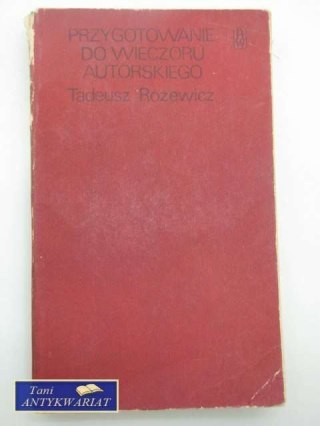 PRZYGOTOWANIE
DO WIECZORU
AUTORSKIEGO
Tadeusz Różewicz
Tani
ANTYKWARIAT